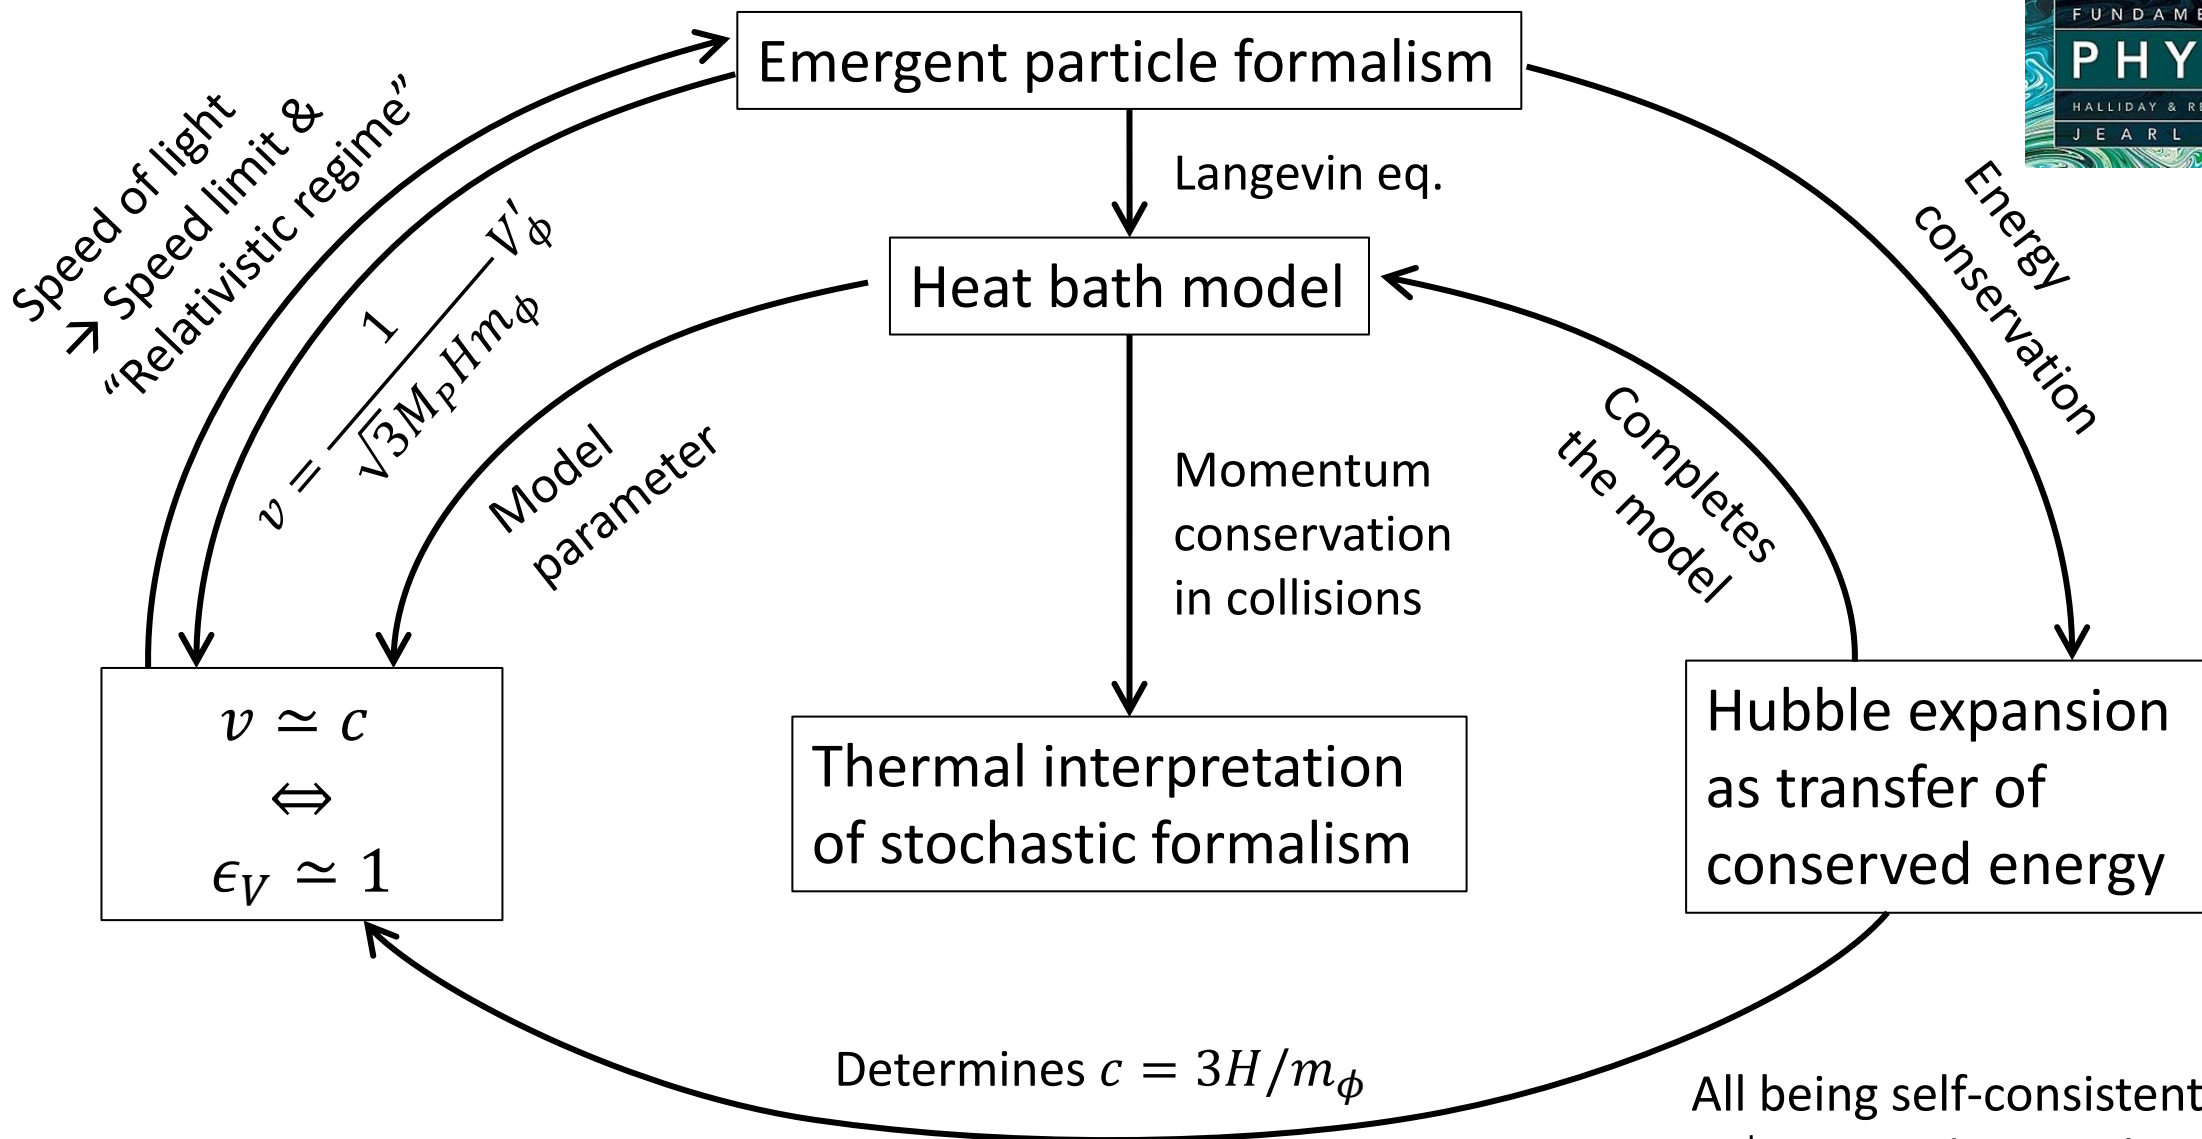 Emergent particle formalism
FUNDAME
PHY
HALLIDAY & RE
JEARL
Speed of light
→ Speed limit &
“Relativistic regime”
v = 1/(√3 M_P H m_ϕ) V′_ϕ
Langevin eq.
Energy
conservation
Heat bath model
Model
parameter
Momentum
conservation
in collisions
Completes
the model
v ≃ c
⇔
ϵ_V ≃ 1
Thermal interpretation
of stochastic formalism
Hubble expansion
as transfer of
conserved energy
Determines c = 3H/m_ϕ
All being self-consistent